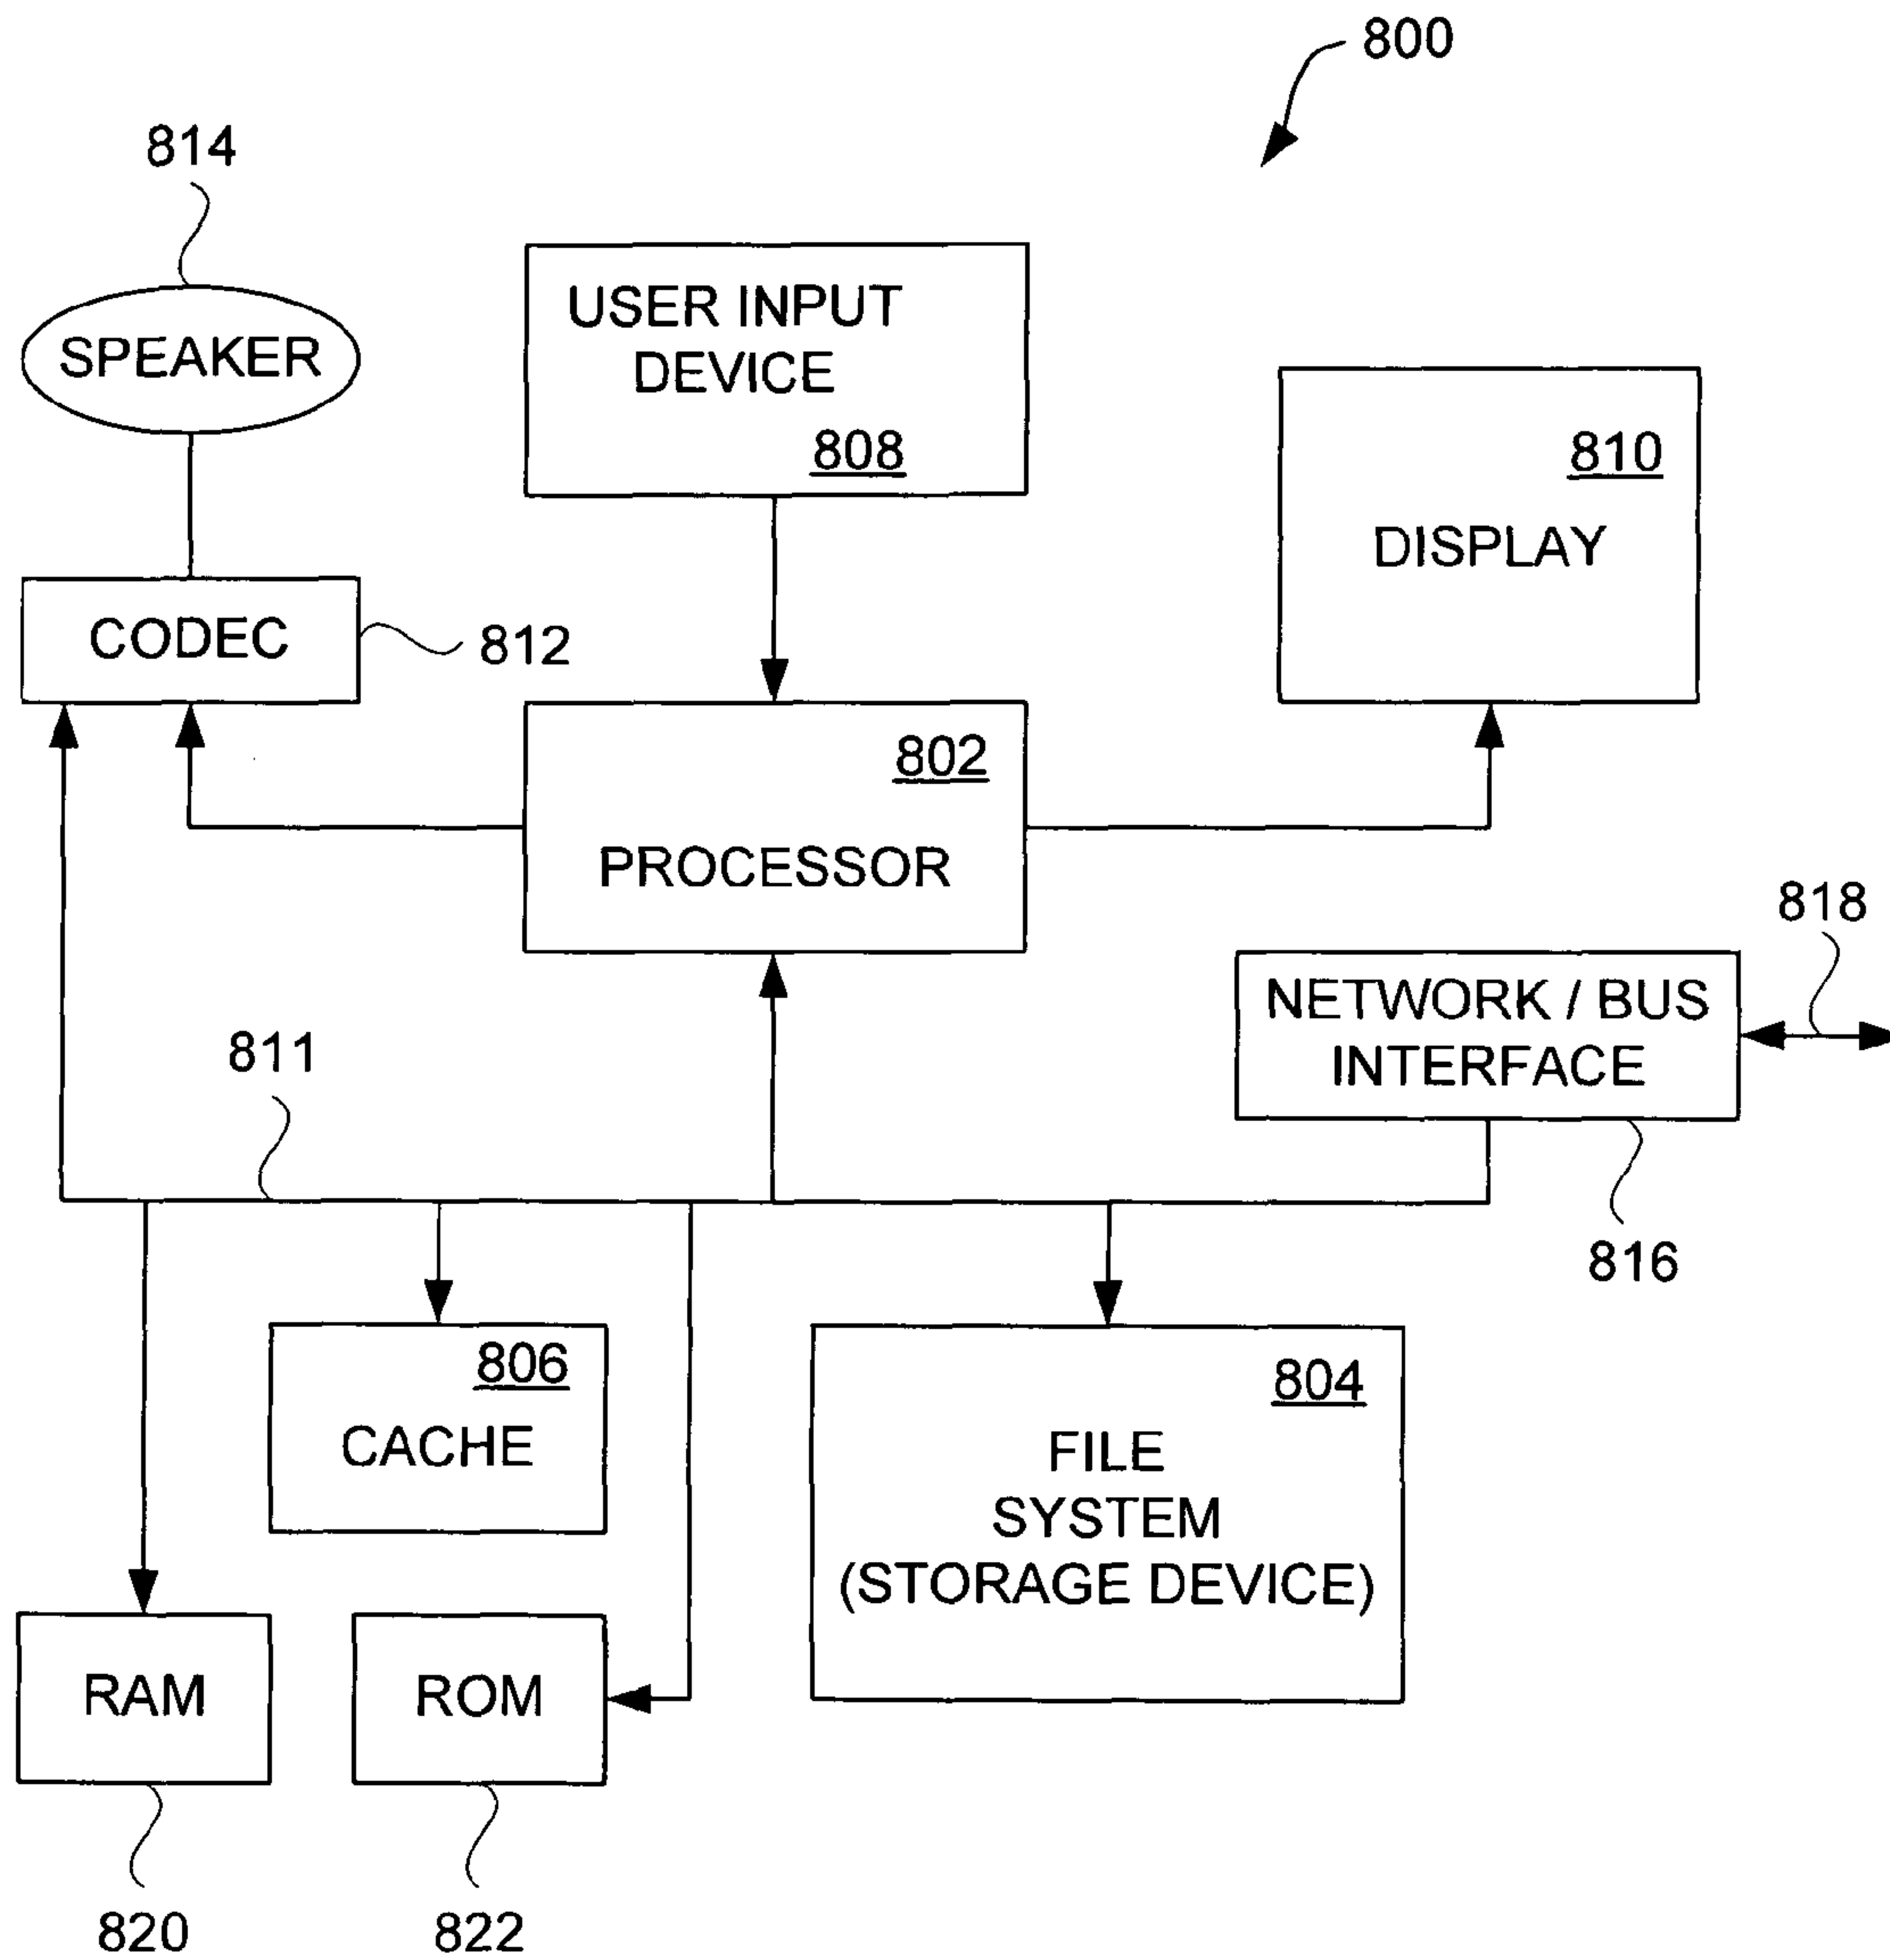 800
814
SPEAKER
USER INPUT
DEVICE
808
810
DISPLAY
CODEC
812
802
PROCESSOR
818
NETWORK / BUS
INTERFACE
811
816
806
CACHE
804
FILE
SYSTEM
(STORAGE DEVICE)
RAM
ROM
820
822